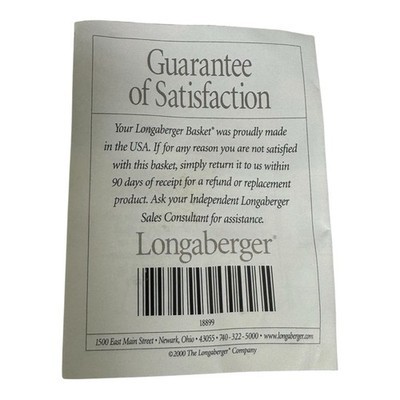 Guarantee
of Satisfaction
Your Longaberger Basket® was proudly made
in the USA. If for any reason you are not satisfied
with this basket, simply return it to us within
90 days of receipt for a refund or replacement
product. Ask your Independent Longaberger
Sales Consultant for assistance.
Longaberger®
18899
1500 East Main Street • Newark, Ohio • 43055 • 740-322-5000 • www.longaberger.com
©2000 The Longaberger® Company